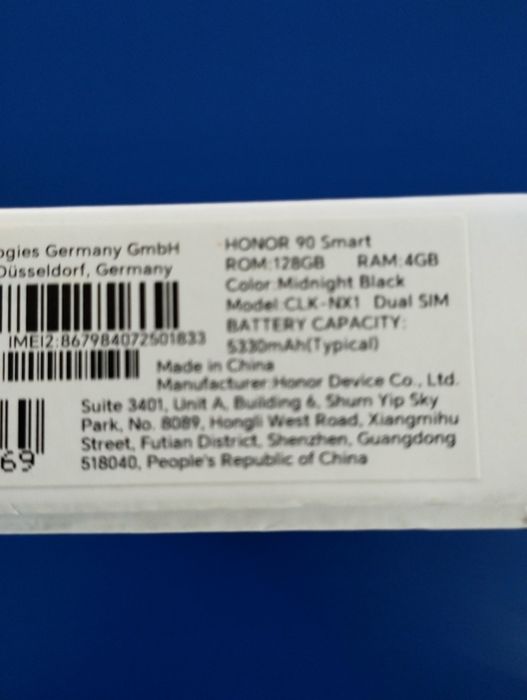 ogies Germany GmbH
Düsseldorf, Germany
IMEI2:867984072501833
69
HONOR 90 Smart
ROM:128GB RAM:4GB
Color:Midnight Black
Model:CLK-NX1 Dual SIM
BATTERY CAPACITY:
5330mAh(Typical)
Made in China
Manufacturer:Honor Device Co., Ltd.
Suite 3401, Unit A, Building 6, Shum Yip Sky
Park, No. 8089, Hongli West Road, Xiangmihu
Street, Futian District, Shenzhen, Guangdong
518040, People's Republic of China